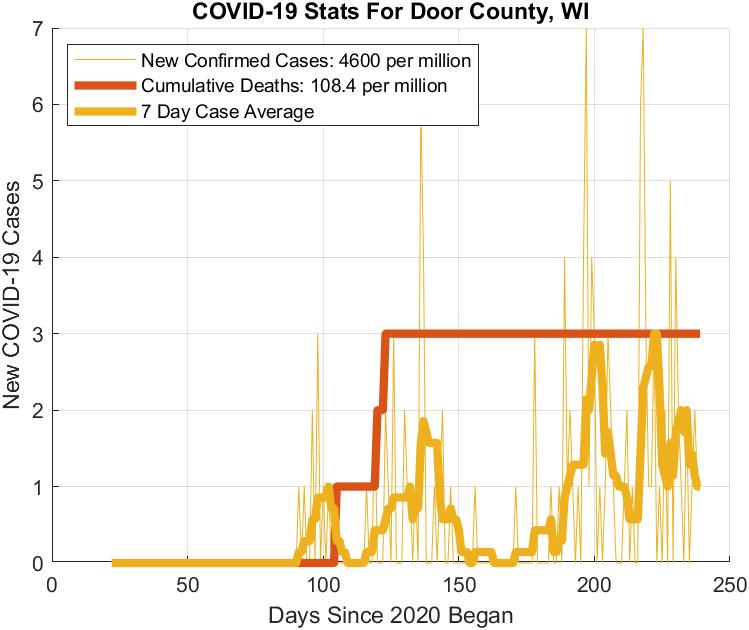 COVID-19 Stats For Door County, WI
7
New Confirmed Cases: 4600 per million
Cumulative Deaths: 108.4 per million
7 Day Case Average
6
5
4
3
2
1
0
New COVID-19 Cases
0 50 100 150 200 250
Days Since 2020 Began